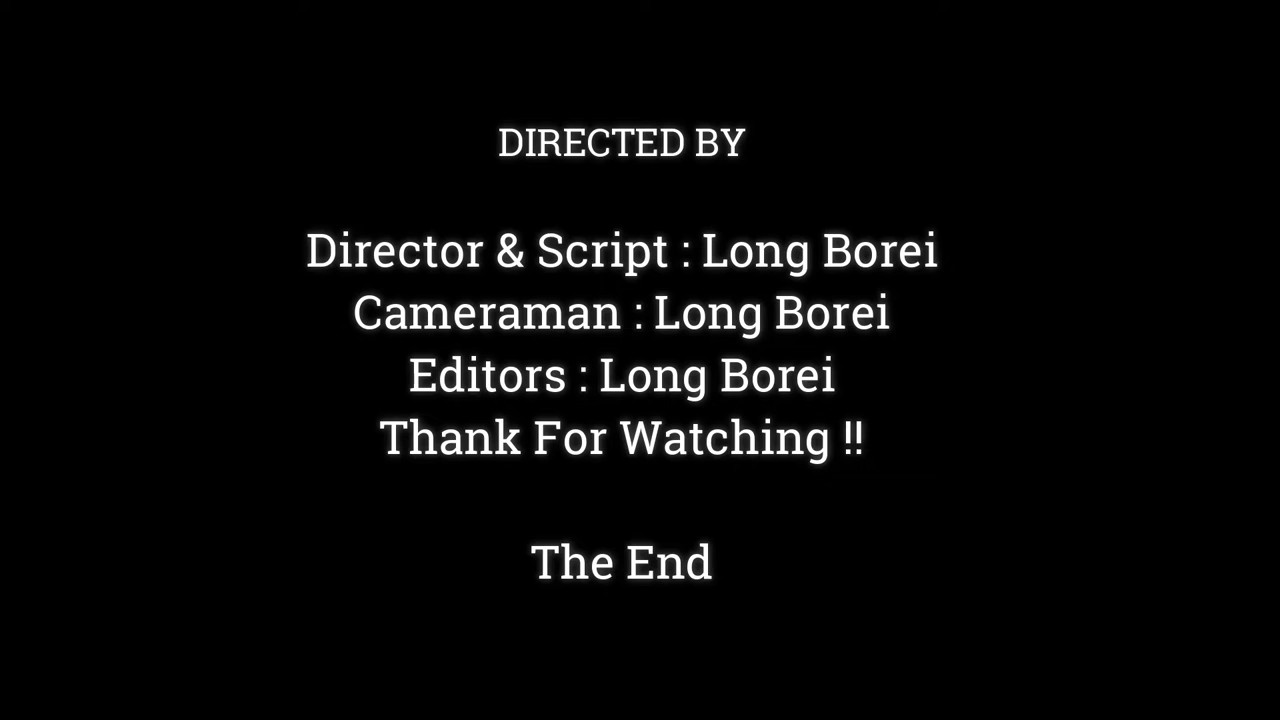 DIRECTED BY
Director & Script : Long Borei
Cameraman : Long Borei
Editors : Long Borei
Thank For Watching !!
The End